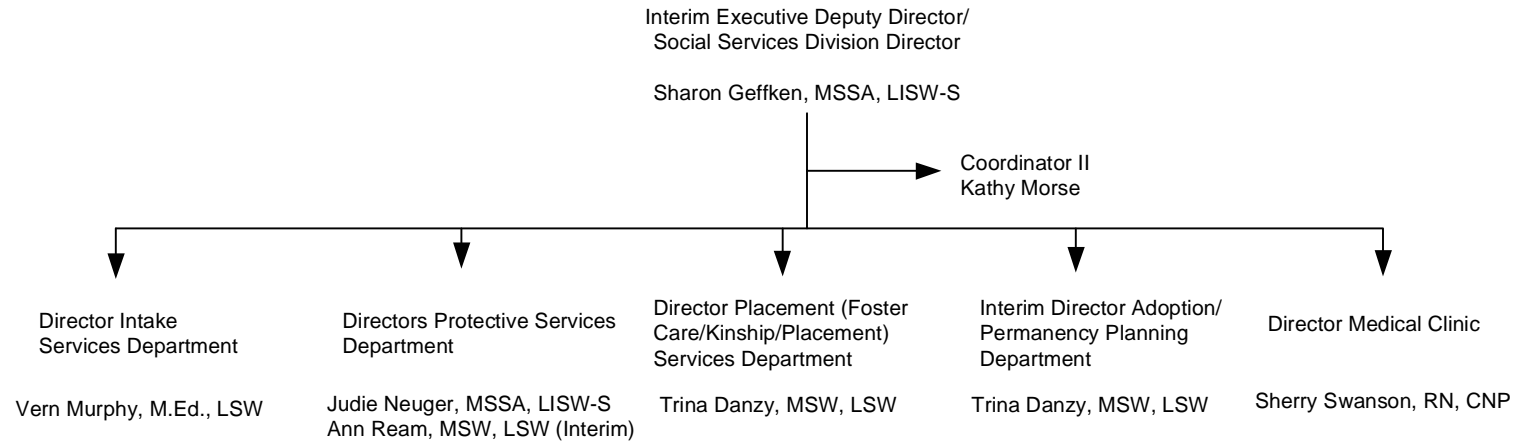 Interim Executive Deputy Director/
Social Services Division Director
Sharon Geffken, MSSA, LISW-S
Coordinator II
Kathy Morse
Director Intake
Services Department
Vern Murphy, M.Ed., LSW
Directors Protective Services
Department
Judie Neuger, MSSA, LISW-S
Ann Ream, MSW, LSW (Interim)
Director Placement (Foster
Care/Kinship/Placement)
Services Department
Trina Danzy, MSW, LSW
Interim Director Adoption/
Permanency Planning
Department
Trina Danzy, MSW, LSW
Director Medical Clinic
Sherry Swanson, RN, CNP